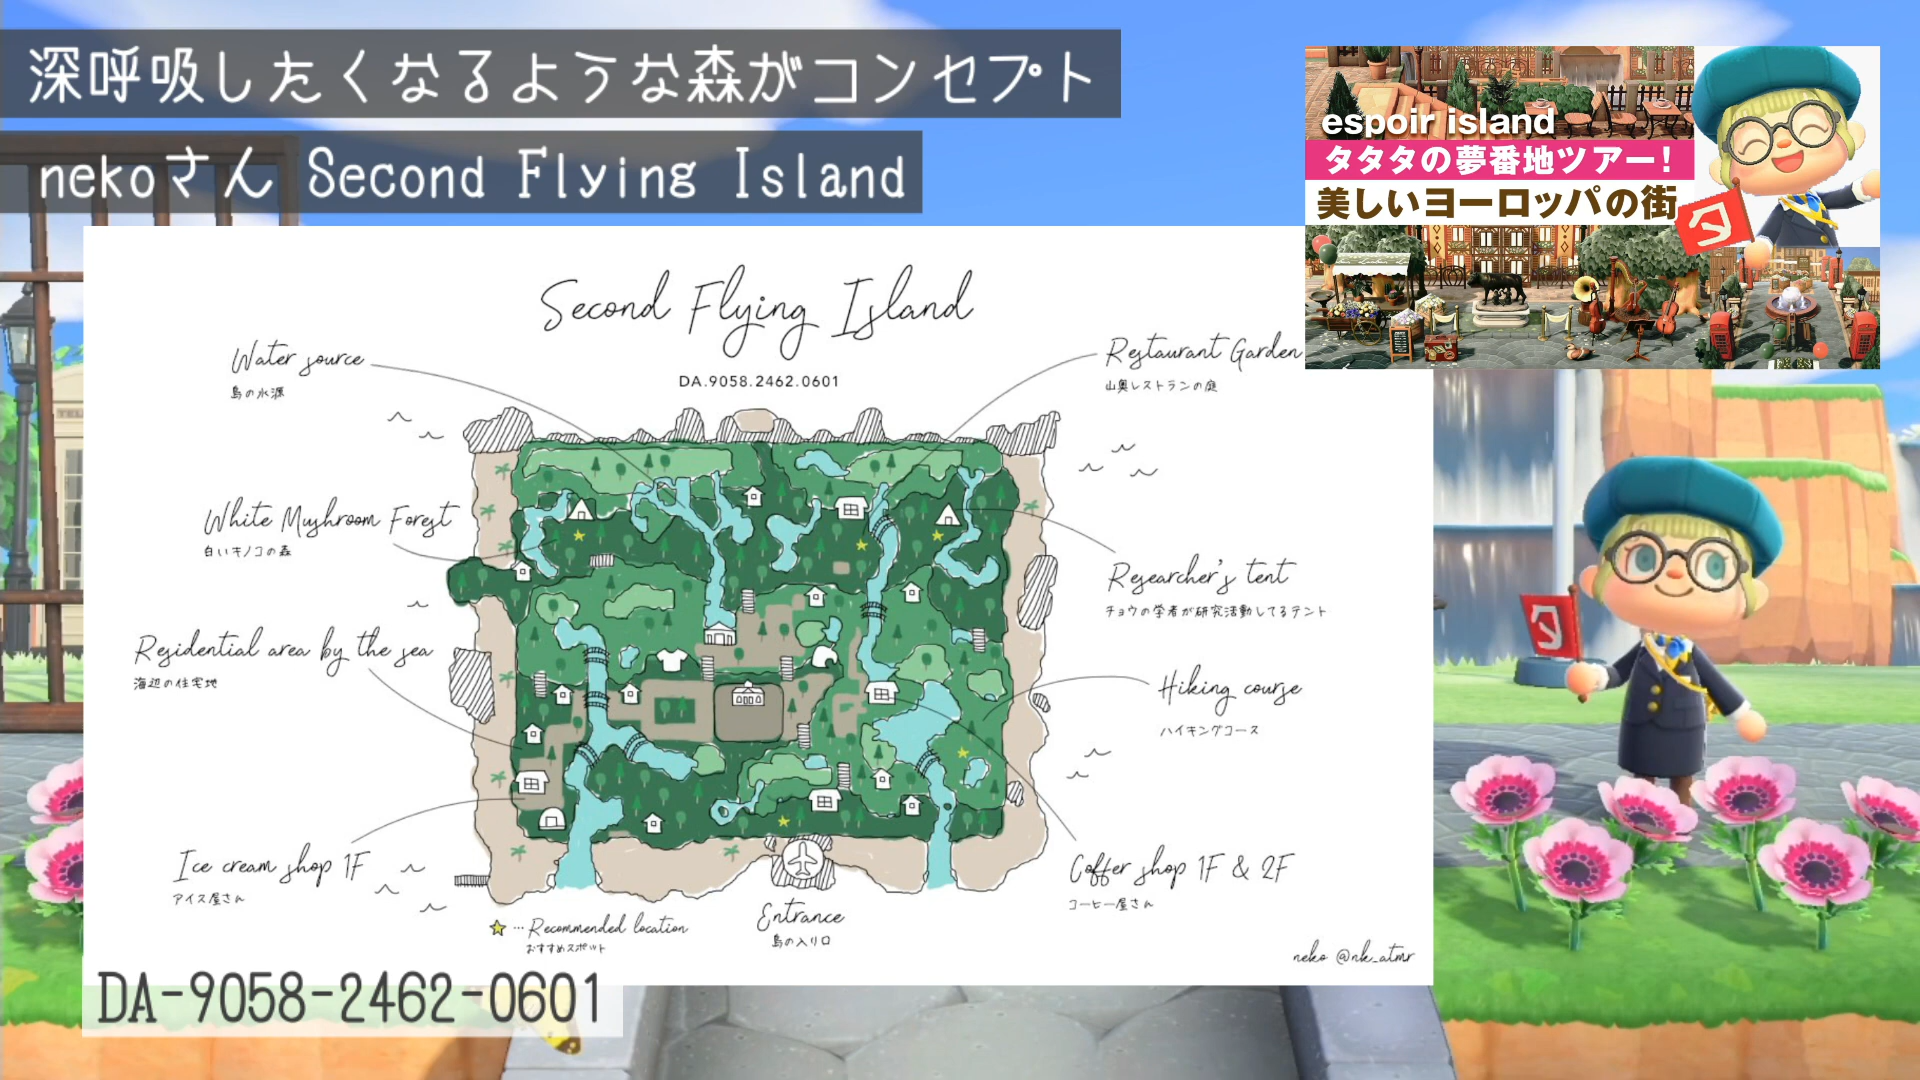 深呼吸したくなるような森がコンセプト
nekoさん Second Flying Island
espoir island
タタタの夢番地ツアー!
美しいヨーロッパの街
タ
Second Flying Island
DA.9058.2462.0601
Water source
島の水源
Restaurant Garden
山奥レストランの庭
White Mushroom Forest
白いキノコの森
Researcher's tent
チョウの学者が研究活動してるテント
Residential area by the sea
海辺の住宅地
Hiking course
ハイキングコース
Ice cream shop 1F
アイス屋さん
Coffer shop 1F & 2F
コーヒー屋さん
Entrance
島の入り口
… Recommended location
おすすめスポット
neko @nk_atmr
DA-9058-2462-0601
タ